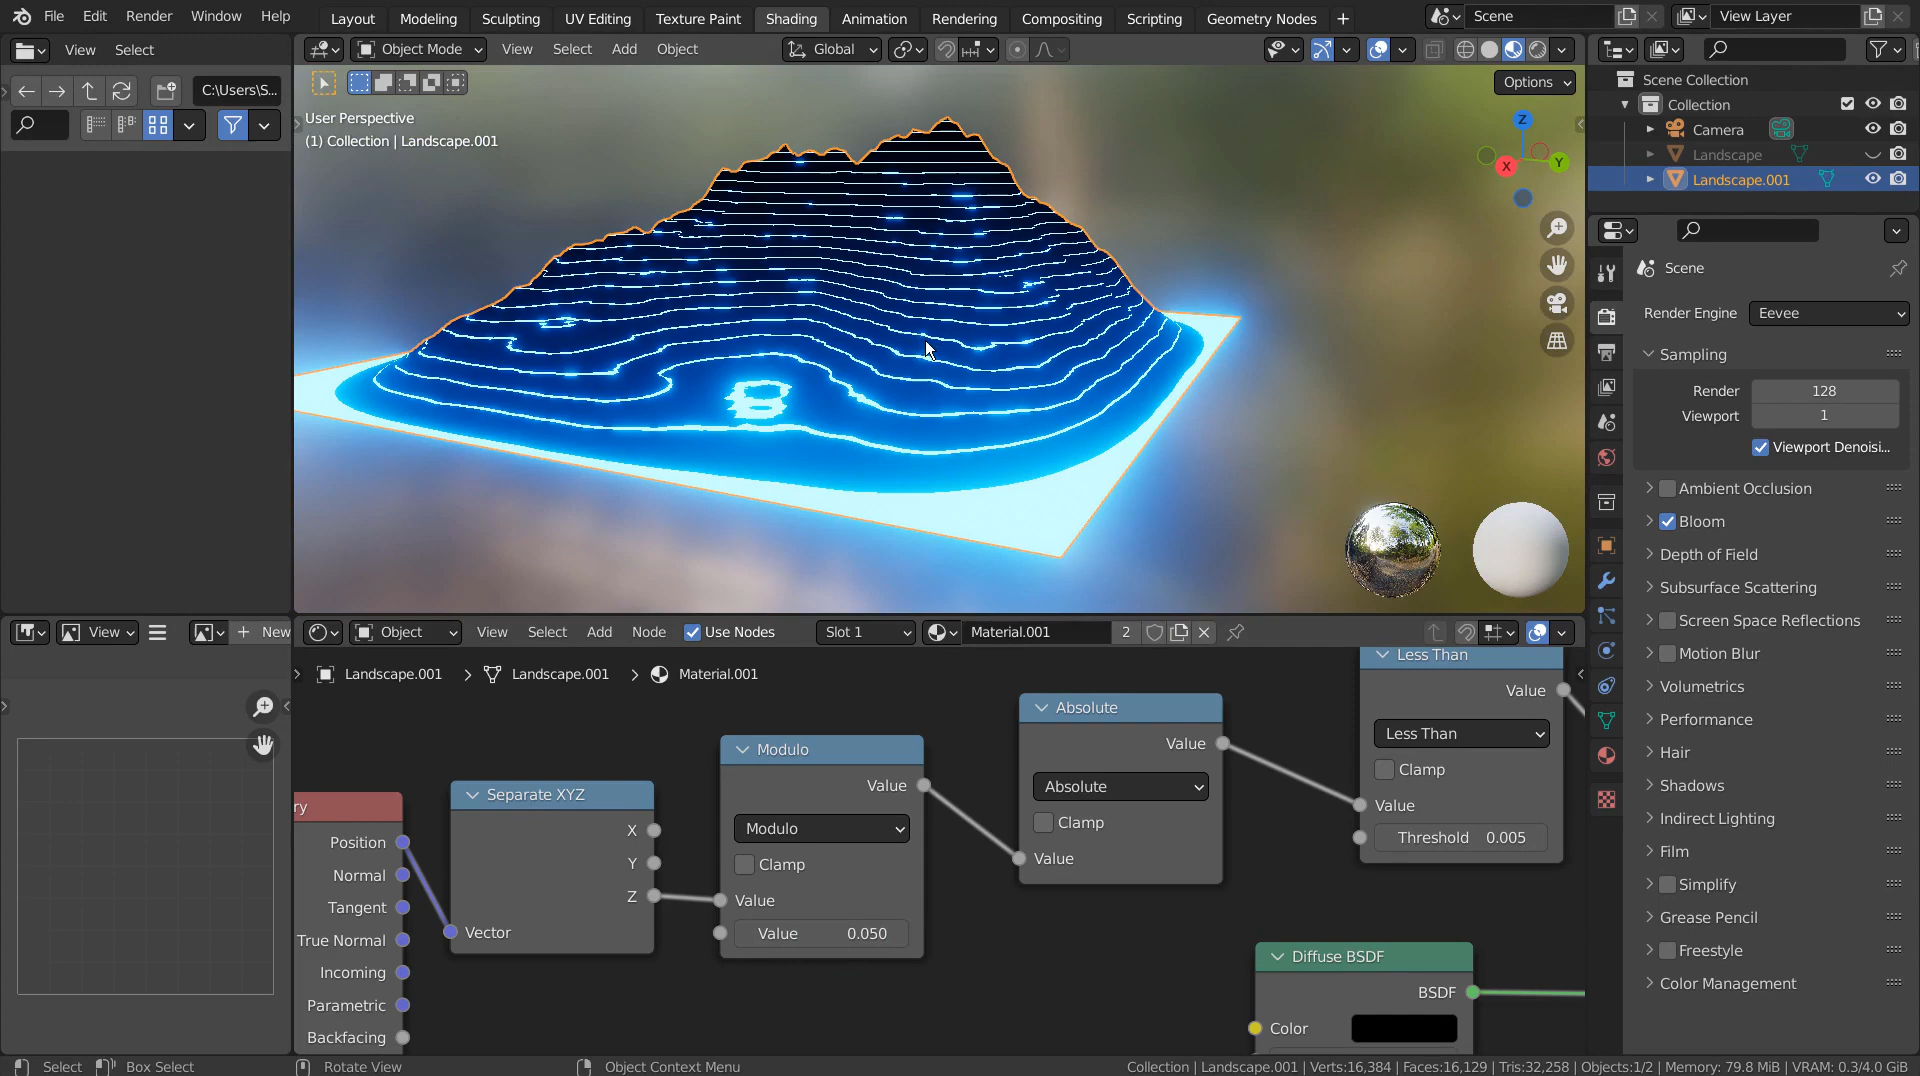 File Edit Render Window Help
Layout Modeling Sculpting UV Editing Texture Paint Shading Animation Rendering Compositing Scripting Geometry Nodes +
Scene View Layer
View Select
Object Mode View Select Add Object Global
C:\Users\S...
Options
User Perspective
(1) Collection | Landscape.001
Z
X
Y
Scene Collection
Collection
Camera
Landscape
Landscape.001
Scene
Render Engine Eevee
Sampling
Render 128
Viewport 1
Viewport Denoisi...
Ambient Occlusion
Bloom
Depth of Field
Subsurface Scattering
Screen Space Reflections
Motion Blur
Volumetrics
Performance
Hair
Shadows
Indirect Lighting
Film
Simplify
Grease Pencil
Freestyle
Color Management
View + New
Object View Select Add Node Use Nodes Slot 1 Material.001 2
Landscape.001 > Landscape.001 > Material.001
ry
Position
Normal
Tangent
True Normal
Incoming
Parametric
Backfacing
Separate XYZ
X
Y
Z
Vector
Modulo
Value
Modulo
Clamp
Value
Value 0.050
Absolute
Value
Absolute
Clamp
Value
Less Than
Value
Less Than
Clamp
Value
Threshold 0.005
Diffuse BSDF
BSDF
Color
Select Box Select Rotate View Object Context Menu
Collection | Landscape.001 | Verts:16,384 | Faces:16,129 | Tris:32,258 | Objects:1/2 | Memory: 79.8 MiB | VRAM: 0.3/4.0 GiB